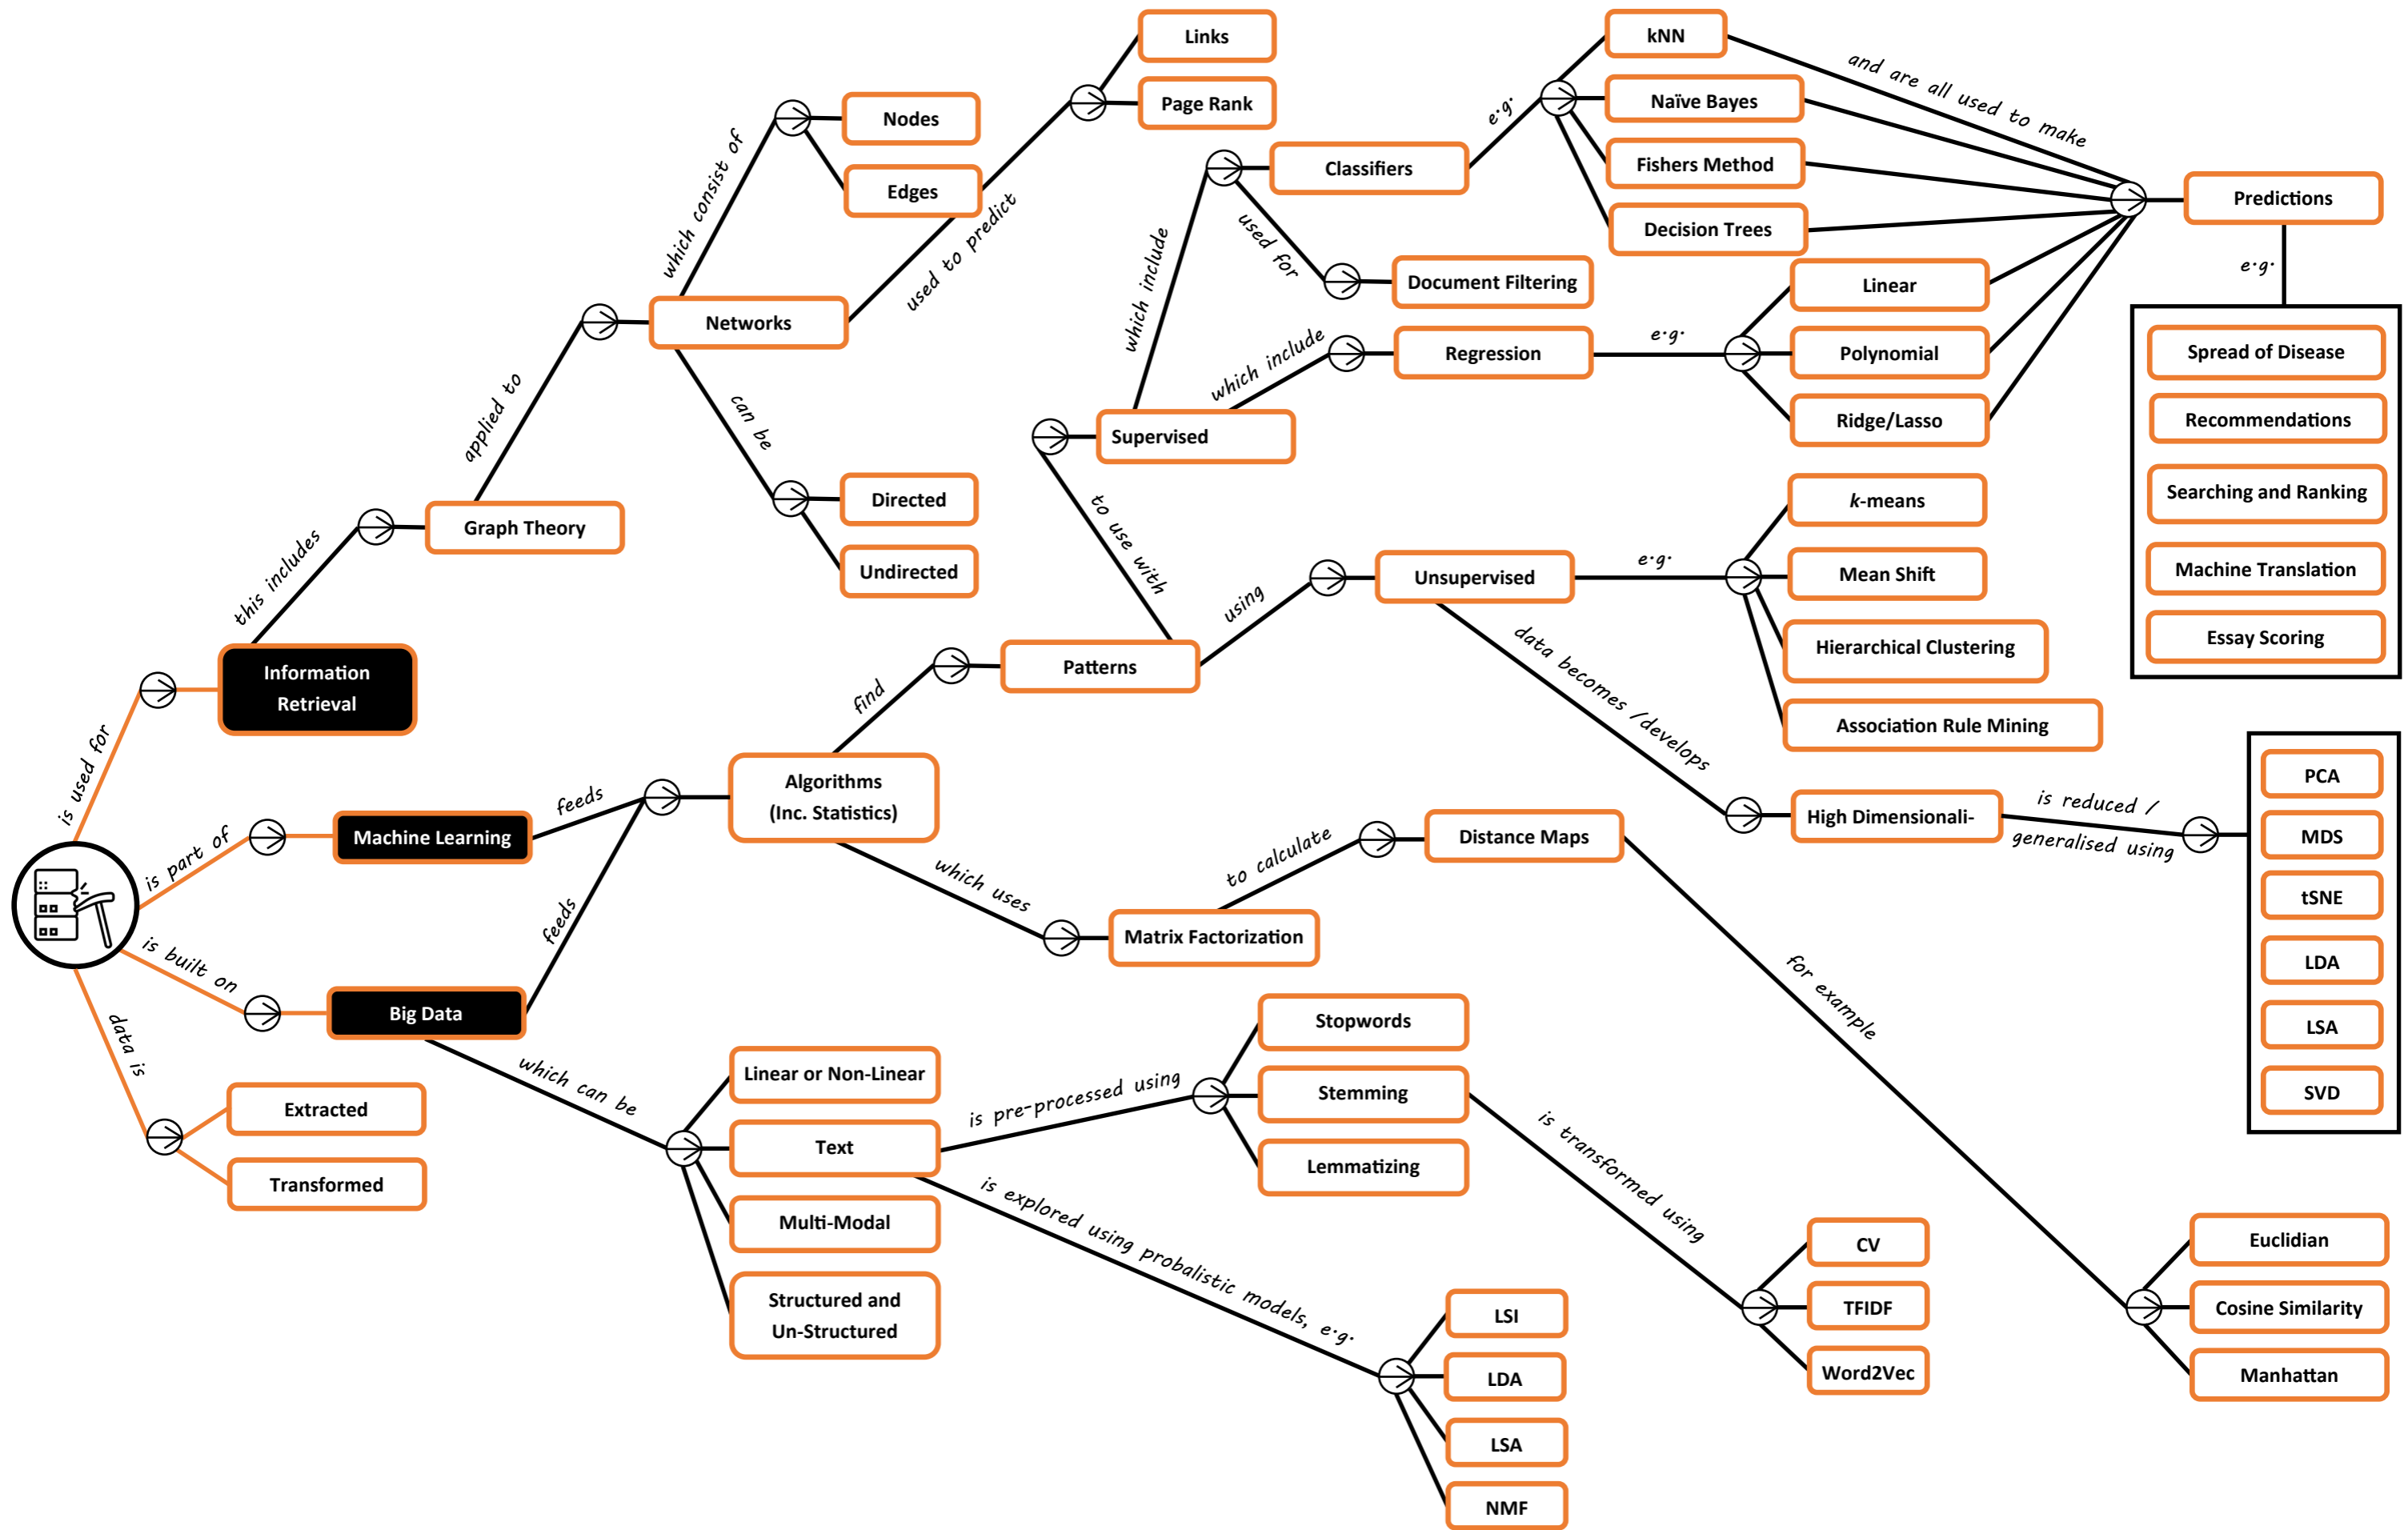 Links
Page Rank
Nodes
Edges
which consist of
used to predict
Networks
applied to
can be
Directed
Undirected
Graph Theory
this includes
Information
Retrieval
is used for
kNN
Naïve Bayes
Fishers Method
Decision Trees
and are all used to make
Predictions
e.g.
Spread of Disease
Recommendations
Searching and Ranking
Machine Translation
Essay Scoring
Classifiers
e.g.
used for
Document Filtering
which include
which include
Regression
e.g.
Linear
Polynomial
Ridge/Lasso
Supervised
to use with
Patterns
using
Unsupervised
e.g.
k-means
Mean Shift
Hierarchical Clustering
Association Rule Mining
data becomes /develops
High Dimensionali-
is reduced /
generalised using
PCA
MDS
tSNE
LDA
LSA
SVD
find
Algorithms
(Inc. Statistics)
feeds
Machine Learning
is part of
which uses
Matrix Factorization
to calculate
Distance Maps
for example
Euclidian
Cosine Similarity
Manhattan
feeds
is built on
Big Data
data is
Extracted
Transformed
which can be
Linear or Non-Linear
Text
Multi-Modal
Structured and
Un-Structured
is pre-processed using
Stopwords
Stemming
Lemmatizing
is transformed using
CV
TFIDF
Word2Vec
is explored using probalistic models, e.g.
LSI
LDA
LSA
NMF